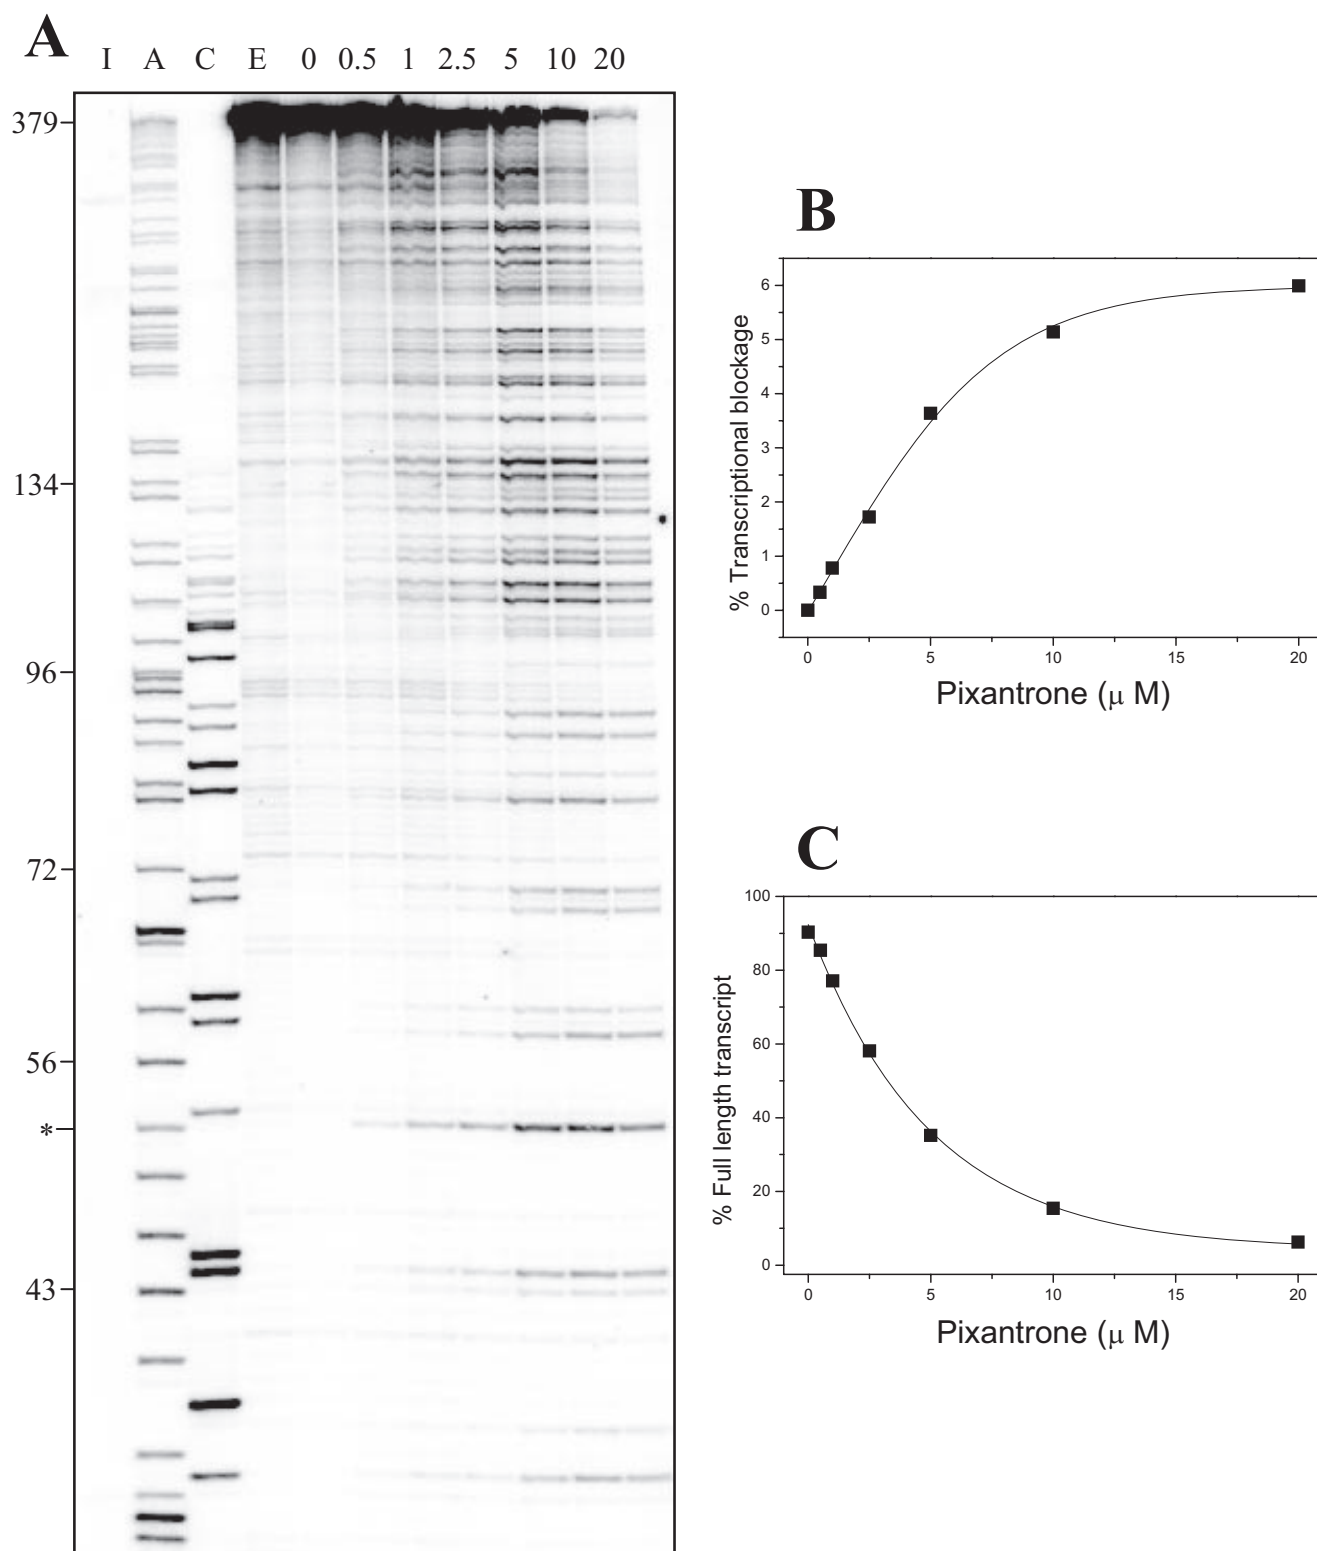 A
I A C E 0 0.5 1 2.5 5 10 20
379
134
96
72
56
*
43
B
% Transcriptional blockage
6
5
4
3
2
1
0
0 5 10 15 20
Pixantrone (μ M)
C
% Full length transcript
100
80
60
40
20
0
0 5 10 15 20
Pixantrone (μ M)